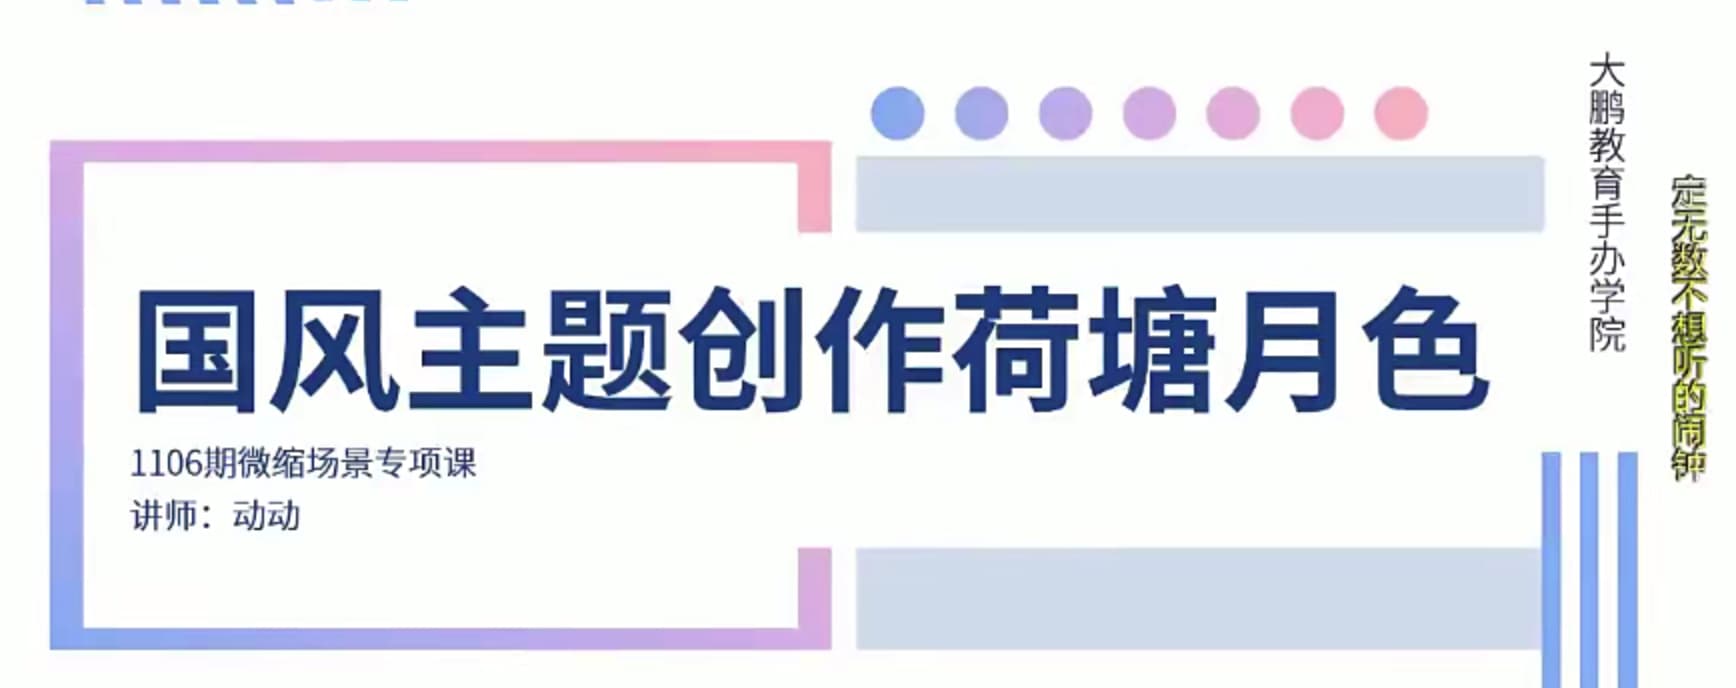 国风主题创作荷塘月色
1106期微缩场景专项课
讲师：动动
大鹏教育手办学院
定无数不想听的闹钟